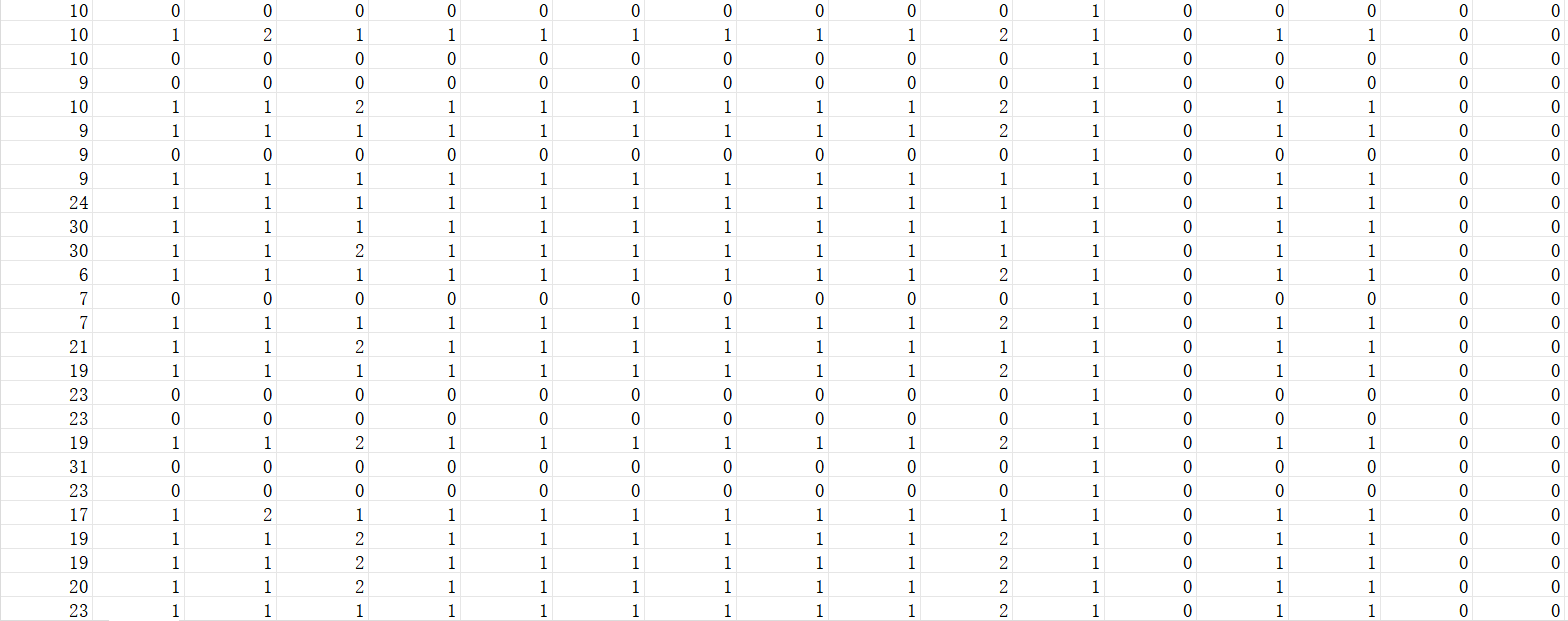 10 0 0 0 0 0 0 0 0 0 0 1 0 0 0 0 0
10 1 2 1 1 1 1 1 1 1 2 1 0 1 1 0 0
10 0 0 0 0 0 0 0 0 0 0 1 0 0 0 0 0
9 0 0 0 0 0 0 0 0 0 0 1 0 0 0 0 0
10 1 1 2 1 1 1 1 1 1 2 1 0 1 1 0 0
9 1 1 1 1 1 1 1 1 1 2 1 0 1 1 0 0
9 0 0 0 0 0 0 0 0 0 0 1 0 0 0 0 0
9 1 1 1 1 1 1 1 1 1 1 1 0 1 1 0 0
24 1 1 1 1 1 1 1 1 1 1 1 0 1 1 0 0
30 1 1 1 1 1 1 1 1 1 1 1 0 1 1 0 0
30 1 1 2 1 1 1 1 1 1 1 1 0 1 1 0 0
6 1 1 1 1 1 1 1 1 1 2 1 0 1 1 0 0
7 0 0 0 0 0 0 0 0 0 0 1 0 0 0 0 0
7 1 1 1 1 1 1 1 1 1 2 1 0 1 1 0 0
21 1 1 2 1 1 1 1 1 1 1 1 0 1 1 0 0
19 1 1 1 1 1 1 1 1 1 2 1 0 1 1 0 0
23 0 0 0 0 0 0 0 0 0 0 1 0 0 0 0 0
23 0 0 0 0 0 0 0 0 0 0 1 0 0 0 0 0
19 1 1 2 1 1 1 1 1 1 2 1 0 1 1 0 0
31 0 0 0 0 0 0 0 0 0 0 1 0 0 0 0 0
23 0 0 0 0 0 0 0 0 0 0 1 0 0 0 0 0
17 1 2 1 1 1 1 1 1 1 1 1 0 1 1 0 0
19 1 1 2 1 1 1 1 1 1 2 1 0 1 1 0 0
19 1 1 2 1 1 1 1 1 1 2 1 0 1 1 0 0
20 1 1 2 1 1 1 1 1 1 2 1 0 1 1 0 0
23 1 1 1 1 1 1 1 1 1 2 1 0 1 1 0 0